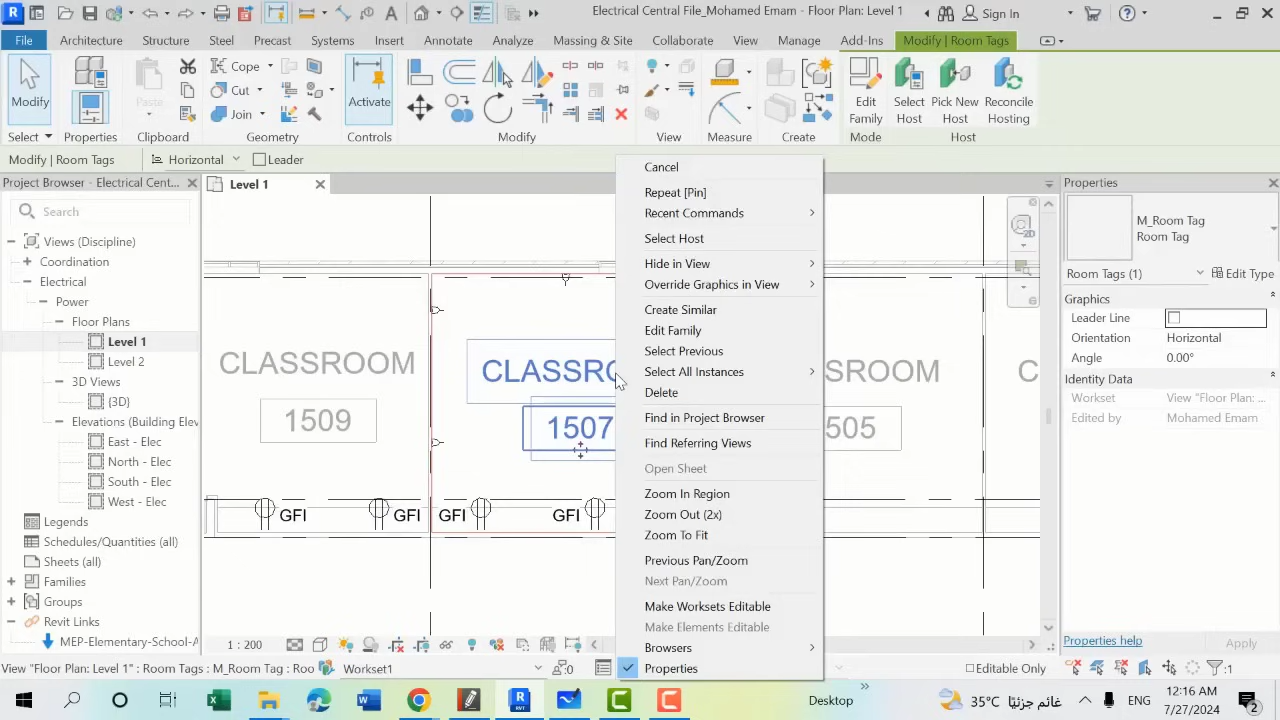 Electrical Central File_Mohamed Emam - Floor Plan: Level 1
Sign In
File
Architecture
Structure
Steel
Precast
Systems
Insert
Annotate
Analyze
Massing & Site
Collaborate
View
Manage
Add-Ins
Modify | Room Tags
Modify
Paste
Cope
Cut
Join
Activate
Edit
Family
Select
Host
Pick New
Host
Reconcile
Hosting
Select
Properties
Clipboard
Geometry
Controls
Modify
View
Measure
Create
Mode
Host
Modify | Room Tags
Horizontal
Leader
Project Browser - Electrical Cent...
Search
Views (Discipline)
Coordination
Electrical
Power
Floor Plans
Level 1
Level 2
3D Views
{3D}
Elevations (Building Elev
East - Elec
North - Elec
South - Elec
West - Elec
Legends
Schedules/Quantities (all)
Sheets (all)
Families
Groups
Revit Links
MEP-Elementary-School-A
Level 1
CLASSROOM
1509
CLASSRO
1507
SROOM
505
C
GFI
GFI
GFI
GFI
1 : 200
Cancel
Repeat [Pin]
Recent Commands
Select Host
Hide in View
Override Graphics in View
Create Similar
Edit Family
Select Previous
Select All Instances
Delete
Find in Project Browser
Find Referring Views
Open Sheet
Zoom In Region
Zoom Out (2x)
Zoom To Fit
Previous Pan/Zoom
Next Pan/Zoom
Make Worksets Editable
Make Elements Editable
Browsers
Properties
Properties
M_Room Tag
Room Tag
Room Tags (1)
Edit Type
Graphics
Leader Line
Orientation
Horizontal
Angle
0.00°
Identity Data
Workset
View "Floor Plan: ...
Edited by
Mohamed Emam
Properties help
Apply
View "Floor Plan: Level 1" : Room Tags : M_Room Tag : Roo
Workset1
:0
Editable Only
:1
Desktop
35°C
غائم جزئيًا
ENG
12:16 AM
7/27/2024
2